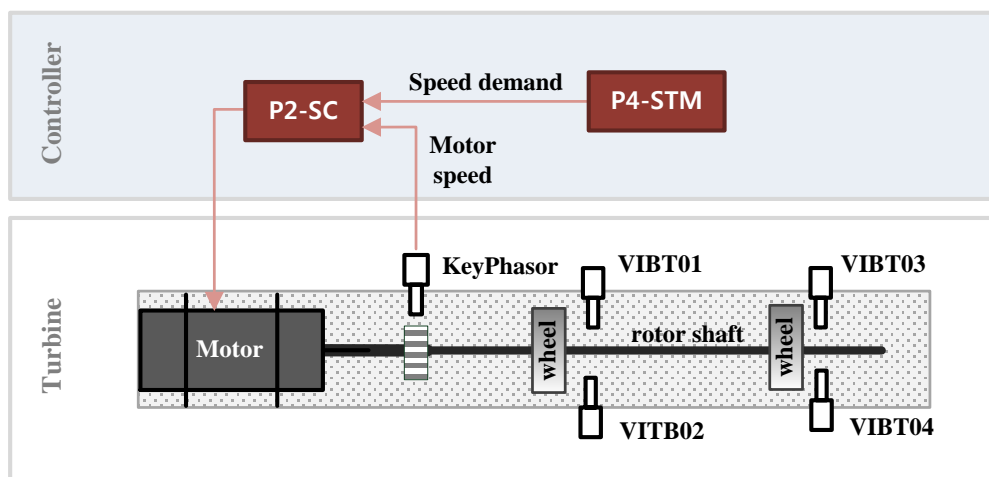 Controller
P2-SC
Speed demand
P4-STM
Motor
speed
Turbine
KeyPhasor
VIBT01
VIBT03
Motor
wheel
rotor shaft
wheel
VITB02
VIBT04